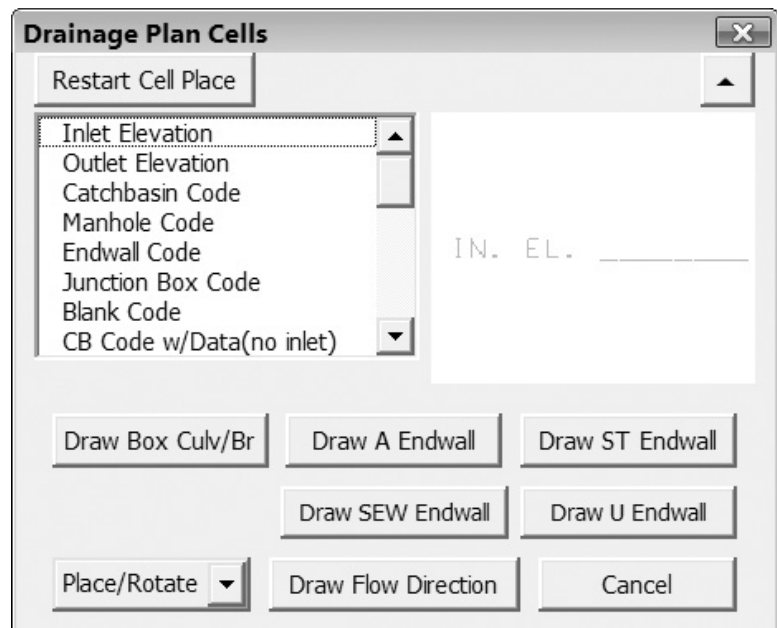 Drainage Plan Cells
Restart Cell Place
Inlet Elevation
Outlet Elevation
Catchbasin Code
Manhole Code
Endwall Code
Junction Box Code
Blank Code
CB Code w/Data(no inlet)
IN. EL. ________
Draw Box Culv/Br
Draw A Endwall
Draw ST Endwall
Draw SEW Endwall
Draw U Endwall
Place/Rotate
Draw Flow Direction
Cancel